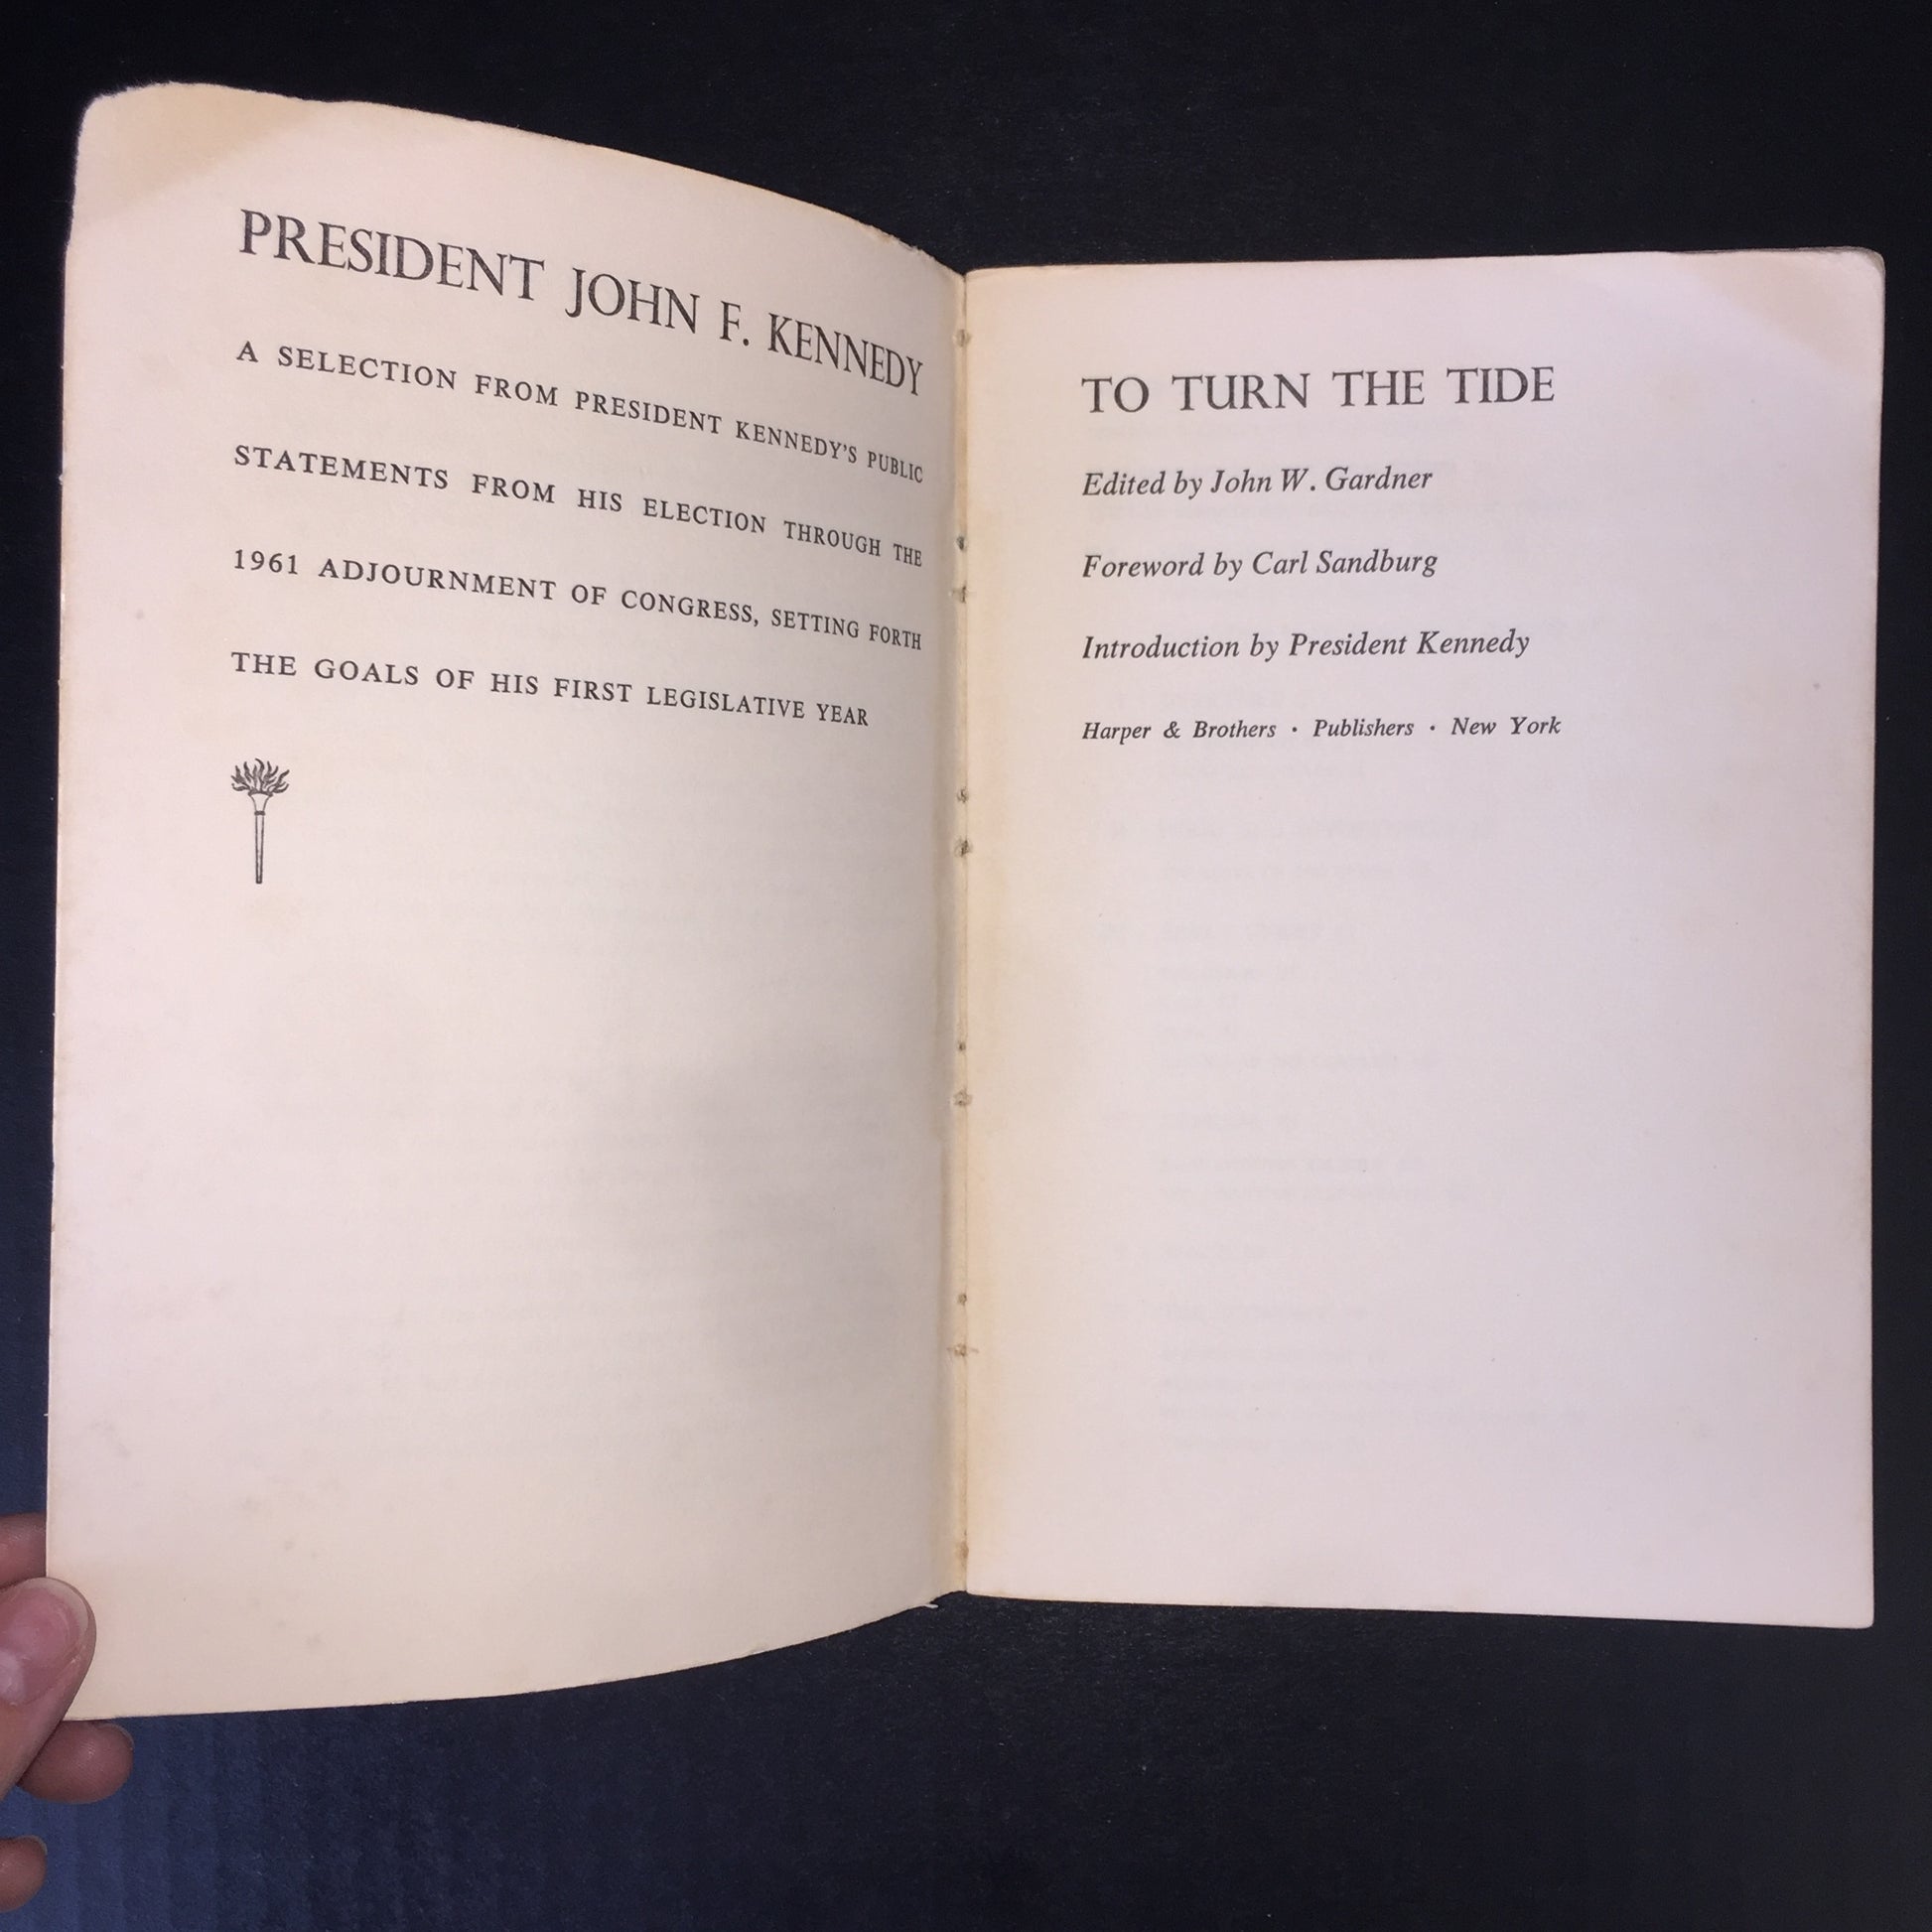 PRESIDENT JOHN F. KENNEDY
A SELECTION FROM PRESIDENT KENNEDY'S PUBLIC
STATEMENTS FROM HIS ELECTION THROUGH THE
1961 ADJOURNMENT OF CONGRESS, SETTING FORTH
THE GOALS OF HIS FIRST LEGISLATIVE YEAR
TO TURN THE TIDE
Edited by John W. Gardner
Foreword by Carl Sandburg
Introduction by President Kennedy
Harper & Brothers • Publishers • New York